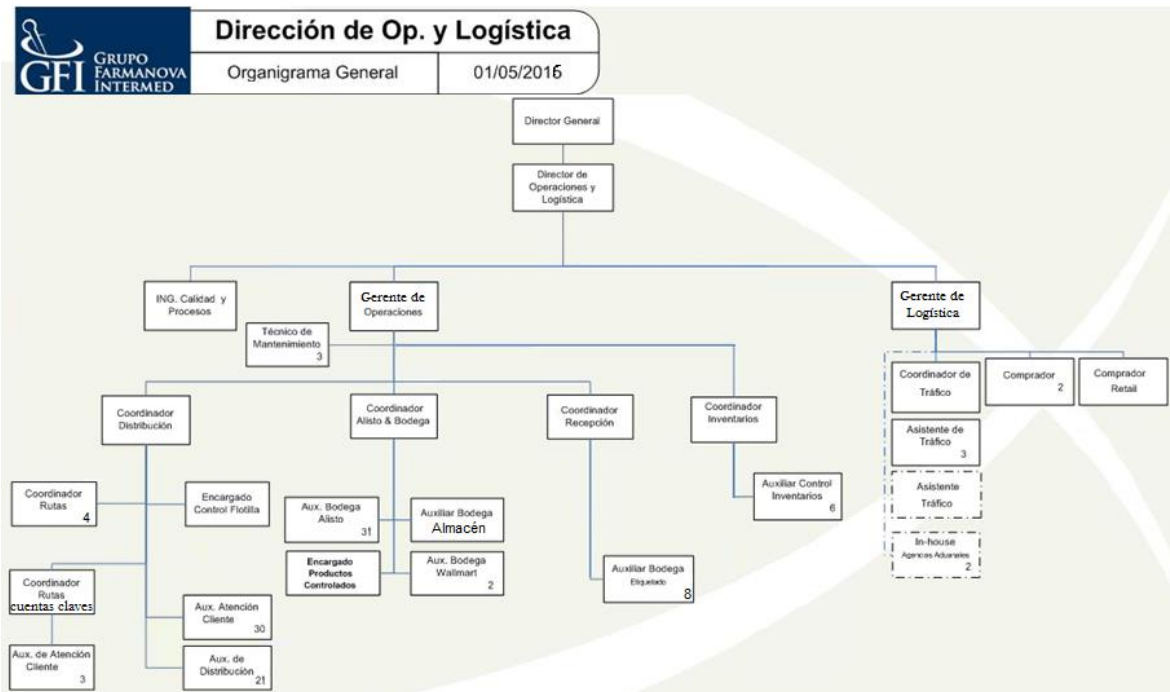 GFI
GRUPO
FARMANOVA
INTERMED
Dirección de Op. y Logística
Organigrama General
01/05/2016
Director General
Director de
Operaciones y
Logística
ING. Calidad y
Procesos
Gerente de
Operaciones
Gerente de
Logística
Técnico de
Mantenimiento
3
Coordinador de
Tráfico
Comprador
2
Comprador
Retail
Coordinador
Distribución
Coordinador
Alisto & Bodega
Coordinador
Recepción
Coordinador
Inventarios
Asistente de
Tráfico
3
Coordinador
Rutas
4
Encargado
Control Flotilla
Aux. Bodega
Alisto
31
Auxiliar Bodega
Almacén
Auxiliar Control
Inventarios
6
Asistente
Tráfico
In-house
Agencias Aduanales
2
Encargado
Productos
Controlados
Aux. Bodega
Walmart
2
Auxiliar Bodega
Etiquetado
8
Coordinador
Rutas
cuentas claves
Aux. Atención
Cliente
30
Aux. de Atención
Cliente
3
Aux. de
Distribución
21